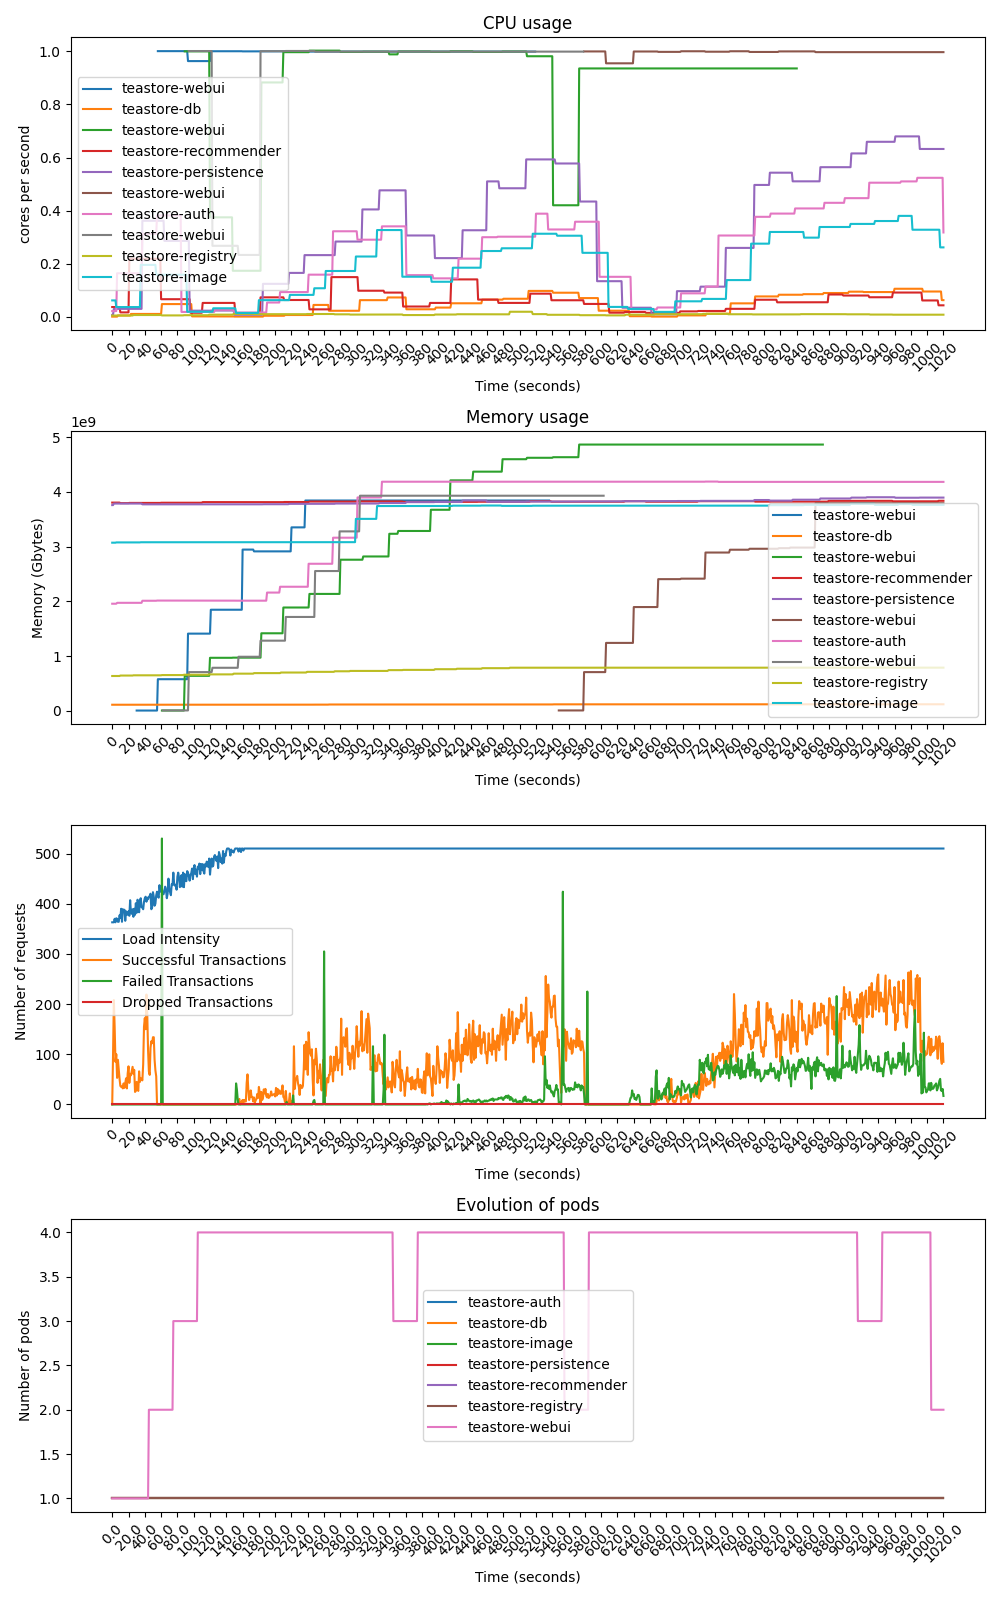 CPU usage
1.0
0.8
0.6
0.4
0.2
0.0
cores per second
teastore-webui
teastore-db
teastore-webui
teastore-recommender
teastore-persistence
teastore-webui
teastore-auth
teastore-webui
teastore-registry
teastore-image
0 20 40 60 80 100 120 140 160 180 200 220 240 260 280 300 320 340 360 380 400 420 440 460 480 500 520 540 560 580 600 620 640 660 680 700 720 740 760 780 800 820 840 860 880 900 920 940 960 980 1000 1020
Time (seconds)
Memory usage
1e9
5
4
3
2
1
0
Memory (Gbytes)
teastore-webui
teastore-db
teastore-webui
teastore-recommender
teastore-persistence
teastore-webui
teastore-auth
teastore-webui
teastore-registry
teastore-image
0 20 40 60 80 100 120 140 160 180 200 220 240 260 280 300 320 340 360 380 400 420 440 460 480 500 520 540 560 580 600 620 640 660 680 700 720 740 760 780 800 820 840 860 880 900 920 940 960 980 1000 1020
Time (seconds)
500
400
300
200
100
0
Number of requests
Load Intensity
Successful Transactions
Failed Transactions
Dropped Transactions
0 20 40 60 80 100 120 140 160 180 200 220 240 260 280 300 320 340 360 380 400 420 440 460 480 500 520 540 560 580 600 620 640 660 680 700 720 740 760 780 800 820 840 860 880 900 920 940 960 980 1000 1020
Time (seconds)
Evolution of pods
4.0
3.5
3.0
2.5
2.0
1.5
1.0
Number of pods
teastore-auth
teastore-db
teastore-image
teastore-persistence
teastore-recommender
teastore-registry
teastore-webui
0.0 20.0 40.0 60.0 80.0 100.0 120.0 140.0 160.0 180.0 200.0 220.0 240.0 260.0 280.0 300.0 320.0 340.0 360.0 380.0 400.0 420.0 440.0 460.0 480.0 500.0 520.0 540.0 560.0 580.0 600.0 620.0 640.0 660.0 680.0 700.0 720.0 740.0 760.0 780.0 800.0 820.0 840.0 860.0 880.0 900.0 920.0 940.0 960.0 980.0 1000.0 1020.0
Time (seconds)